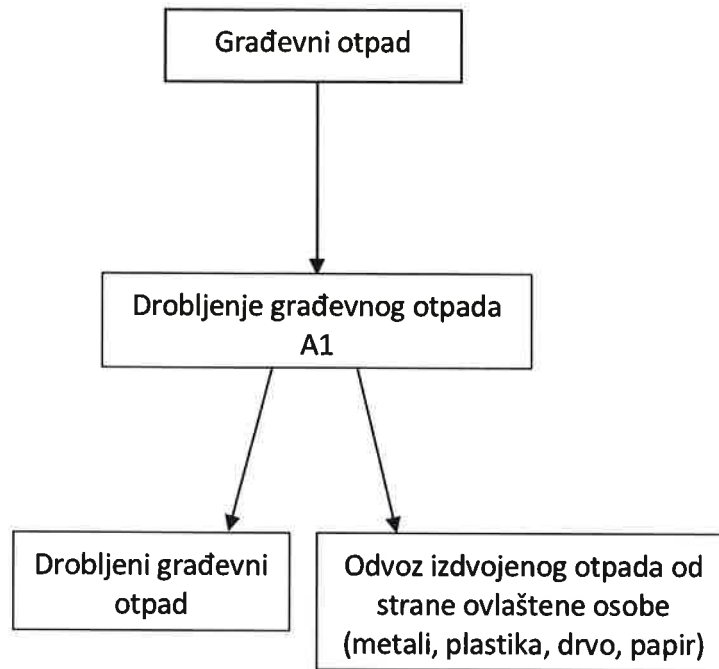 Građevni otpad
Drobljenje građevnog otpada
A1
Drobljeni građevni
otpad
Odvoz izdvojenog otpada od
strane ovlaštene osobe
(metali, plastika, drvo, papir)